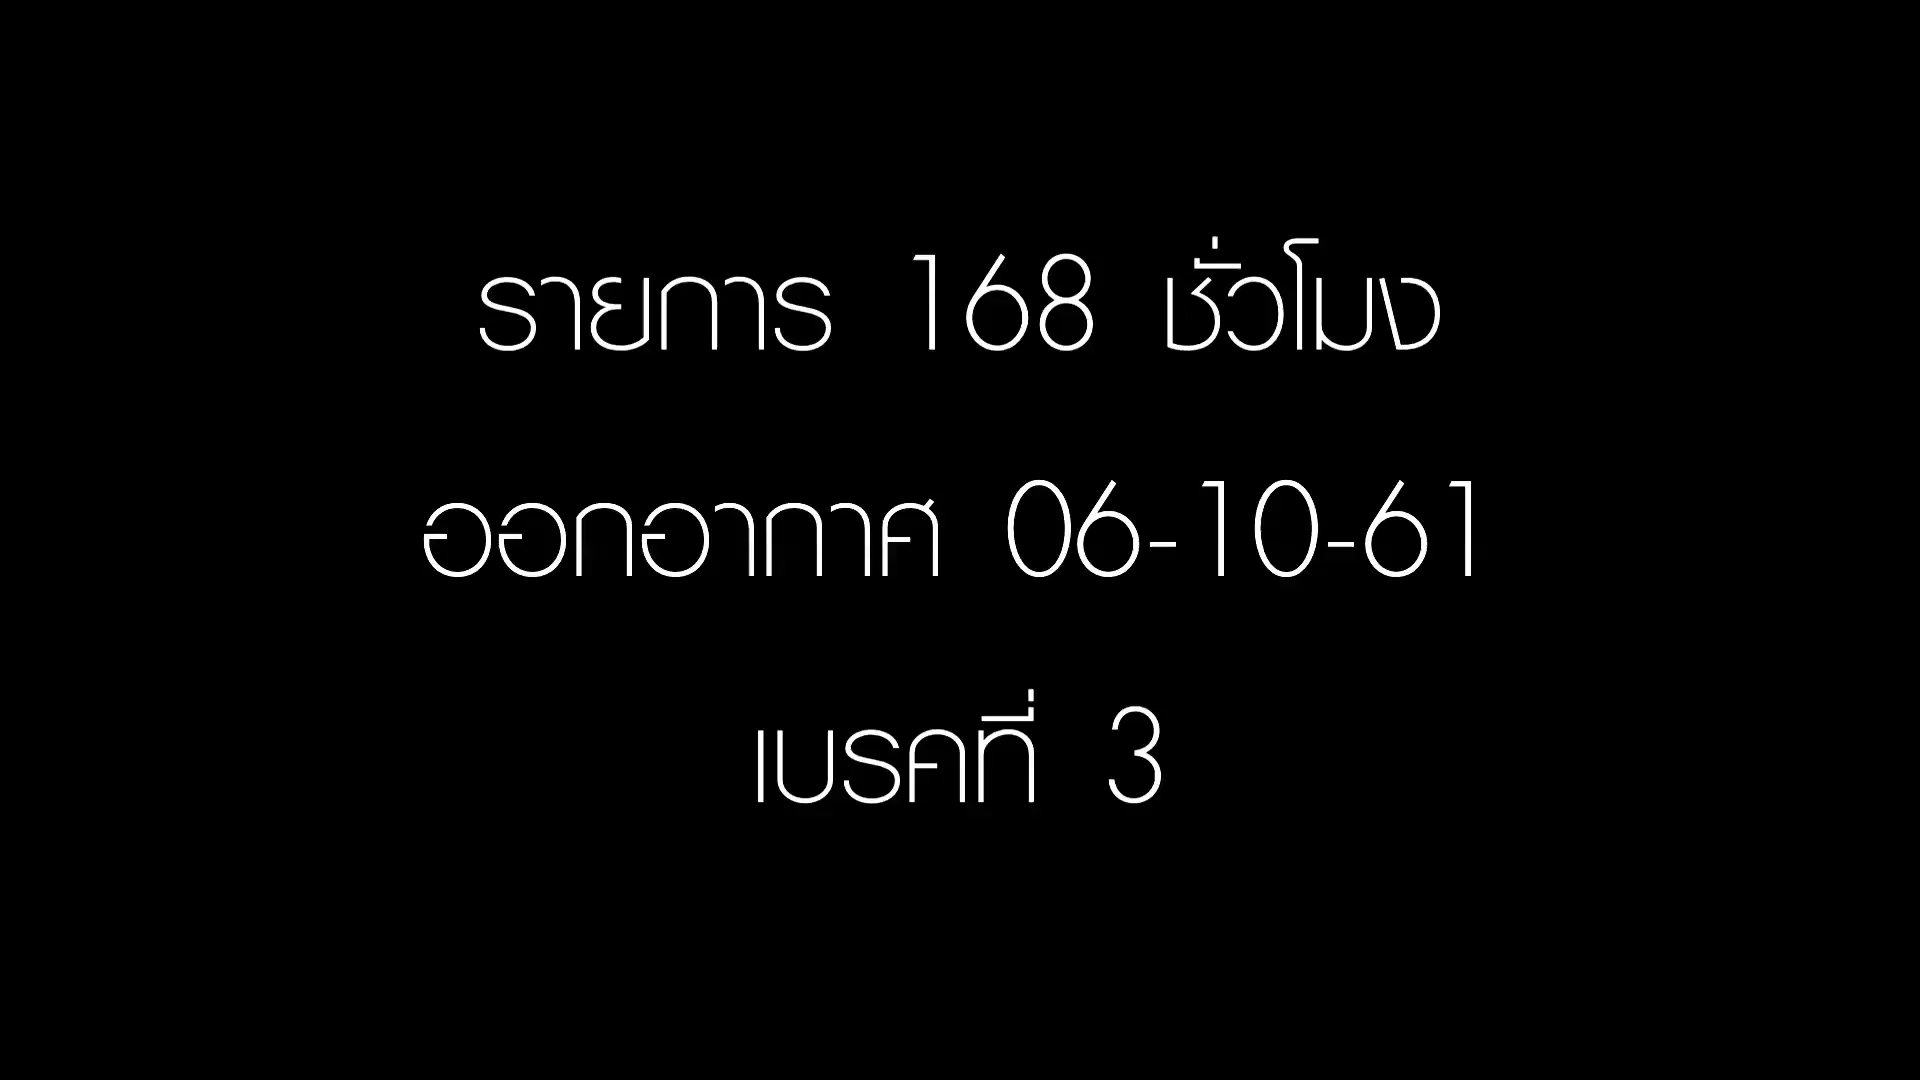 รายการ 168 ชั่วโมง
ออกอากาศ 06-10-61
เบรคที่ 3